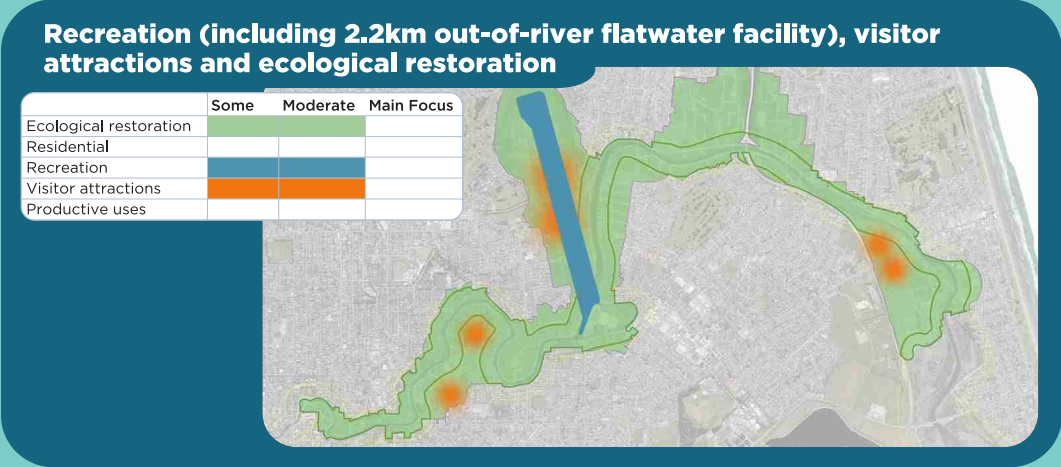 Recreation (including 2.2km out-of-river flatwater facility), visitor
attractions and ecological restoration
Some Moderate Main Focus
Ecological restoration
Residential
Recreation
Visitor attractions
Productive uses